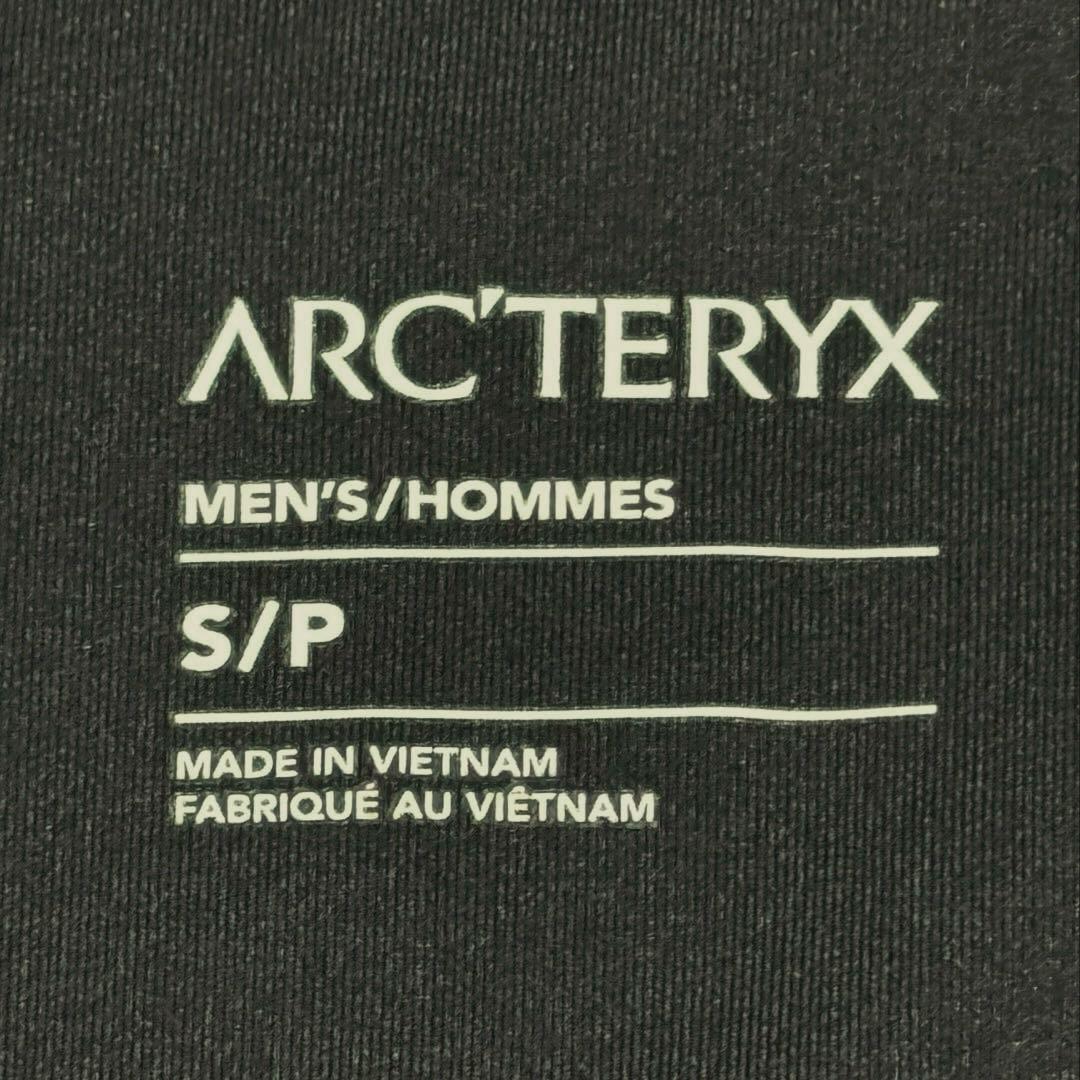 ARC'TERYX
MEN'S/HOMMES
S/P
MADE IN VIETNAM
FABRIQUÉ AU VIÊTNAM